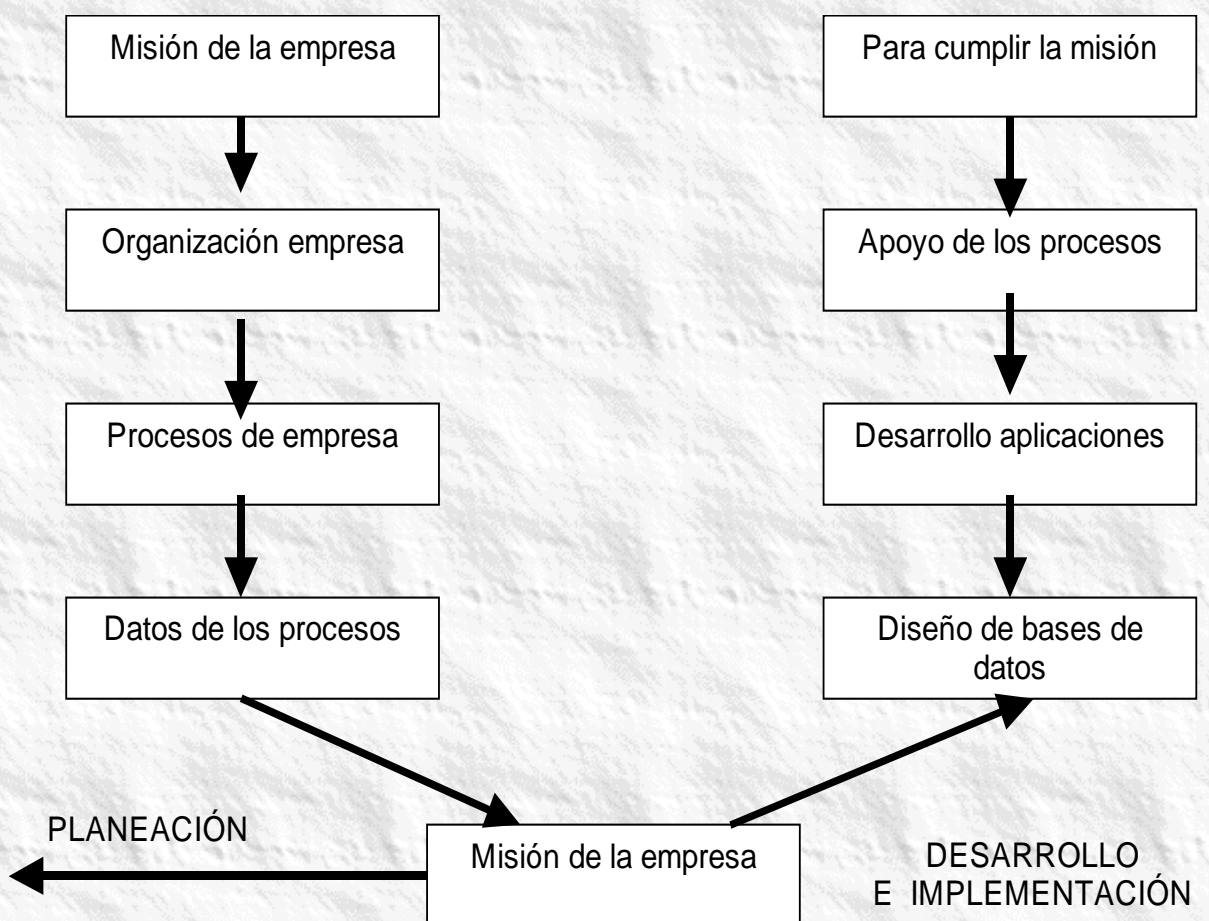 Misión de la empresa
Para cumplir la misión
Organización empresa
Apoyo de los procesos
Procesos de empresa
Desarrollo aplicaciones
Datos de los procesos
Diseño de bases de
datos
PLANEACIÓN
Misión de la empresa
DESARROLLO
E IMPLEMENTACIÓN